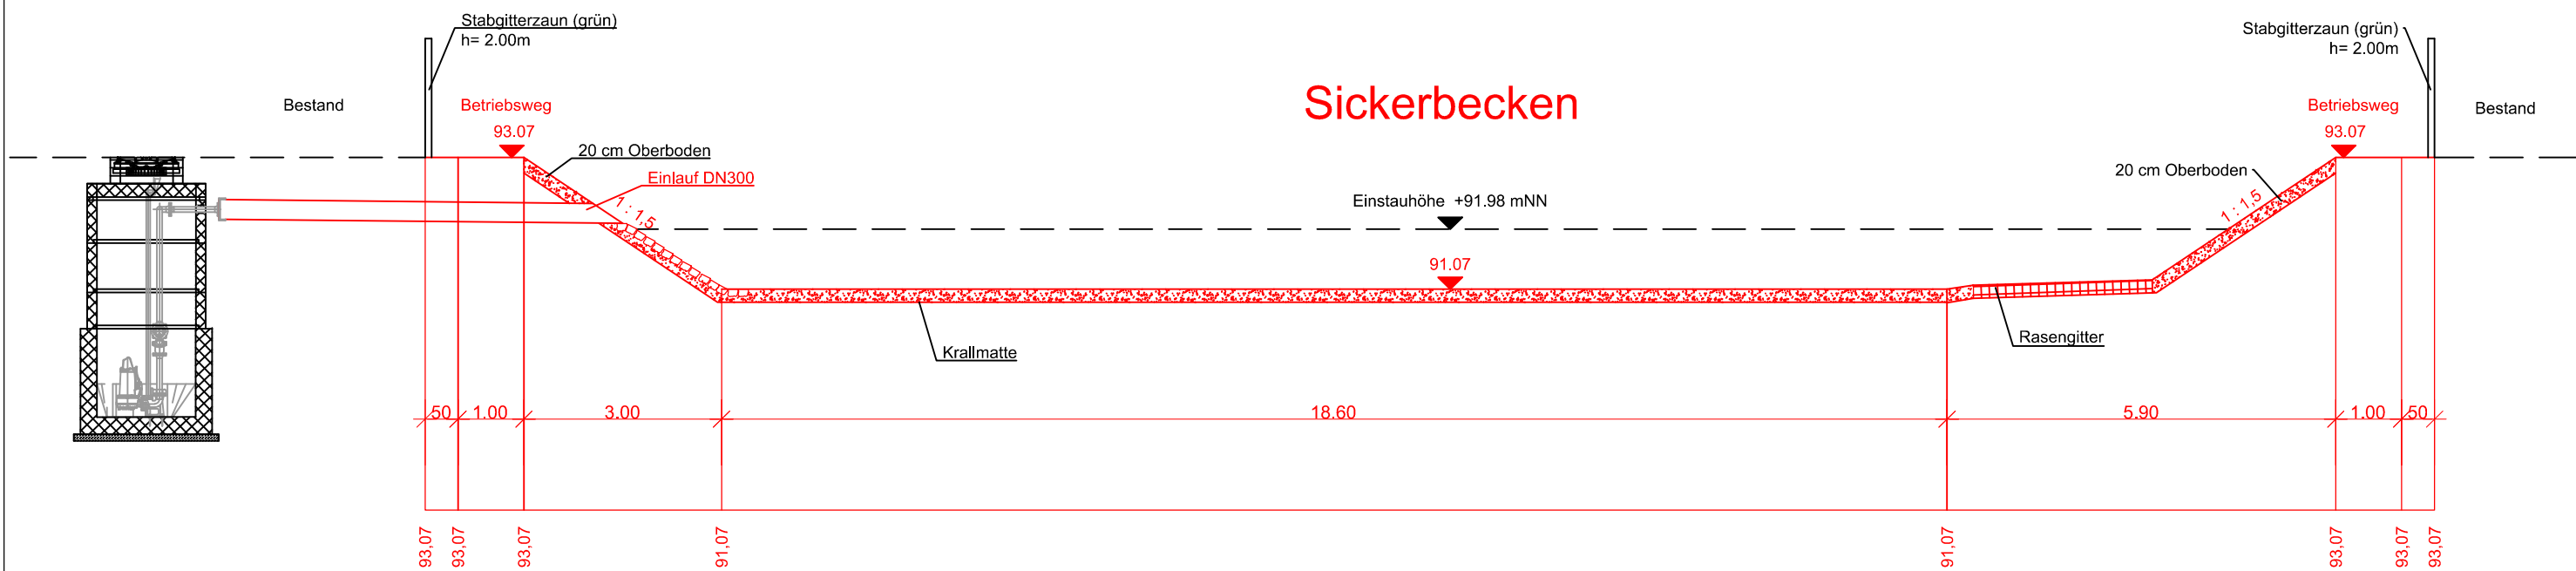 Stabgitterzaun (grün)
h= 2.00m
Stabgitterzaun (grün)
h= 2.00m
Sickerbecken
Bestand
Betriebsweg
93.07
Betriebsweg
93.07
Bestand
20 cm Oberboden
Einlauf DN300
1 : 1,5
Einstauhöhe +91.98 mNN
91.07
20 cm Oberboden
1 : 1,5
Krallmatte
Rasengitter
50
1.00
3.00
18.60
5.90
1.00
50
93,07
93,07
93,07
91,07
91,07
93,07
93,07
93,07